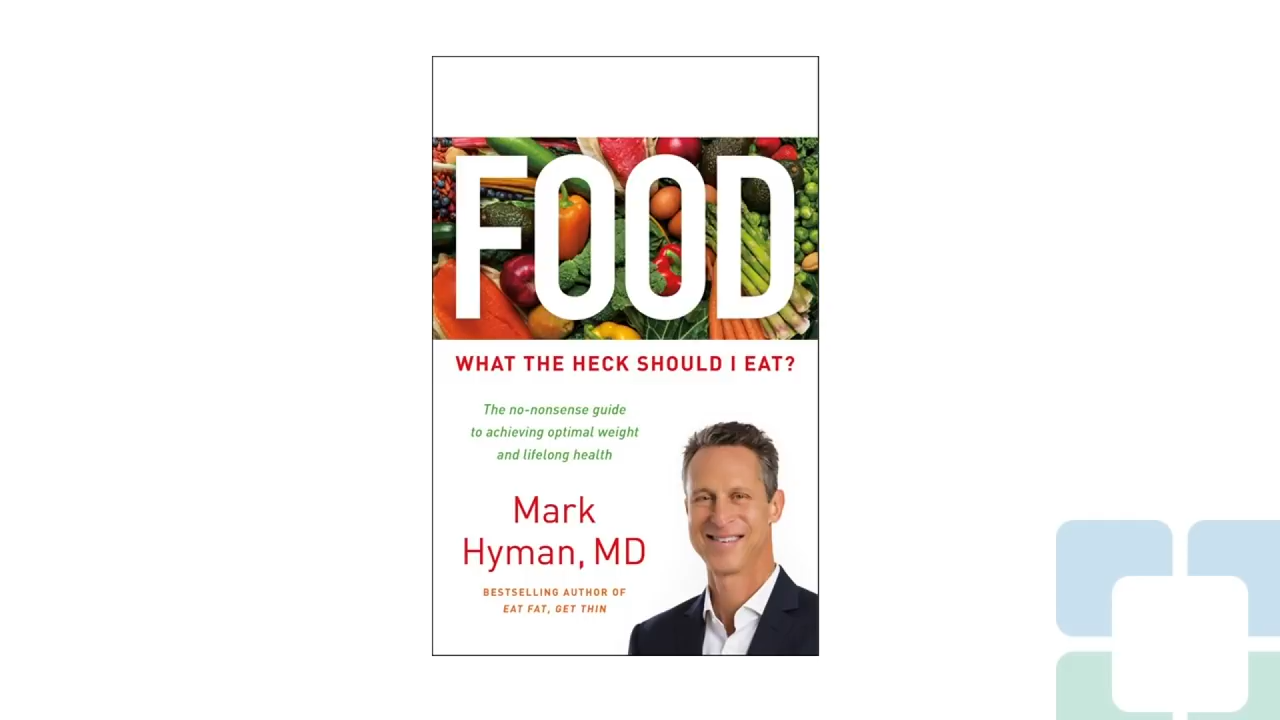 FOOD
WHAT THE HECK SHOULD I EAT?
The no-nonsense guide
to achieving optimal weight
and lifelong health
Mark
Hyman, MD
BESTSELLING AUTHOR OF
EAT FAT, GET THIN